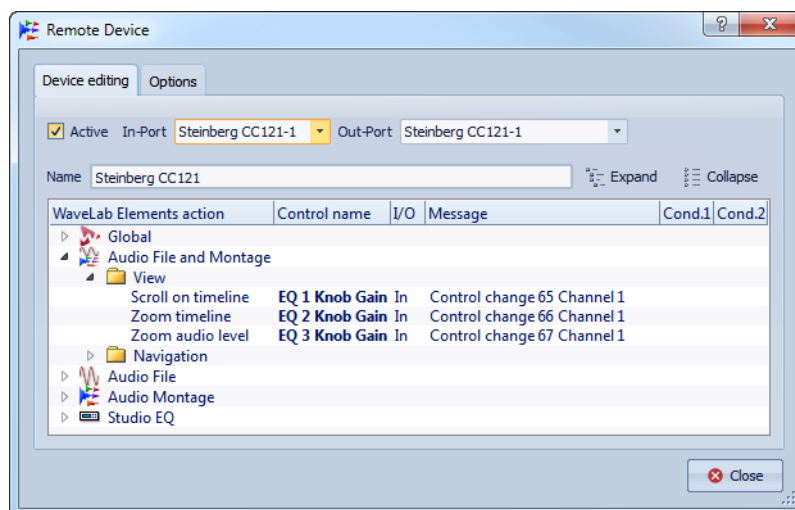 Remote Device
Device editing Options
Active In-Port Steinberg CC121-1 Out-Port Steinberg CC121-1
Name Steinberg CC121 Expand Collapse
WaveLab Elements action Control name I/O Message Cond.1 Cond.2
Global
Audio File and Montage
View
Scroll on timeline EQ 1 Knob Gain In Control change 65 Channel 1
Zoom timeline EQ 2 Knob Gain In Control change 66 Channel 1
Zoom audio level EQ 3 Knob Gain In Control change 67 Channel 1
Navigation
Audio File
Audio Montage
Studio EQ
Close